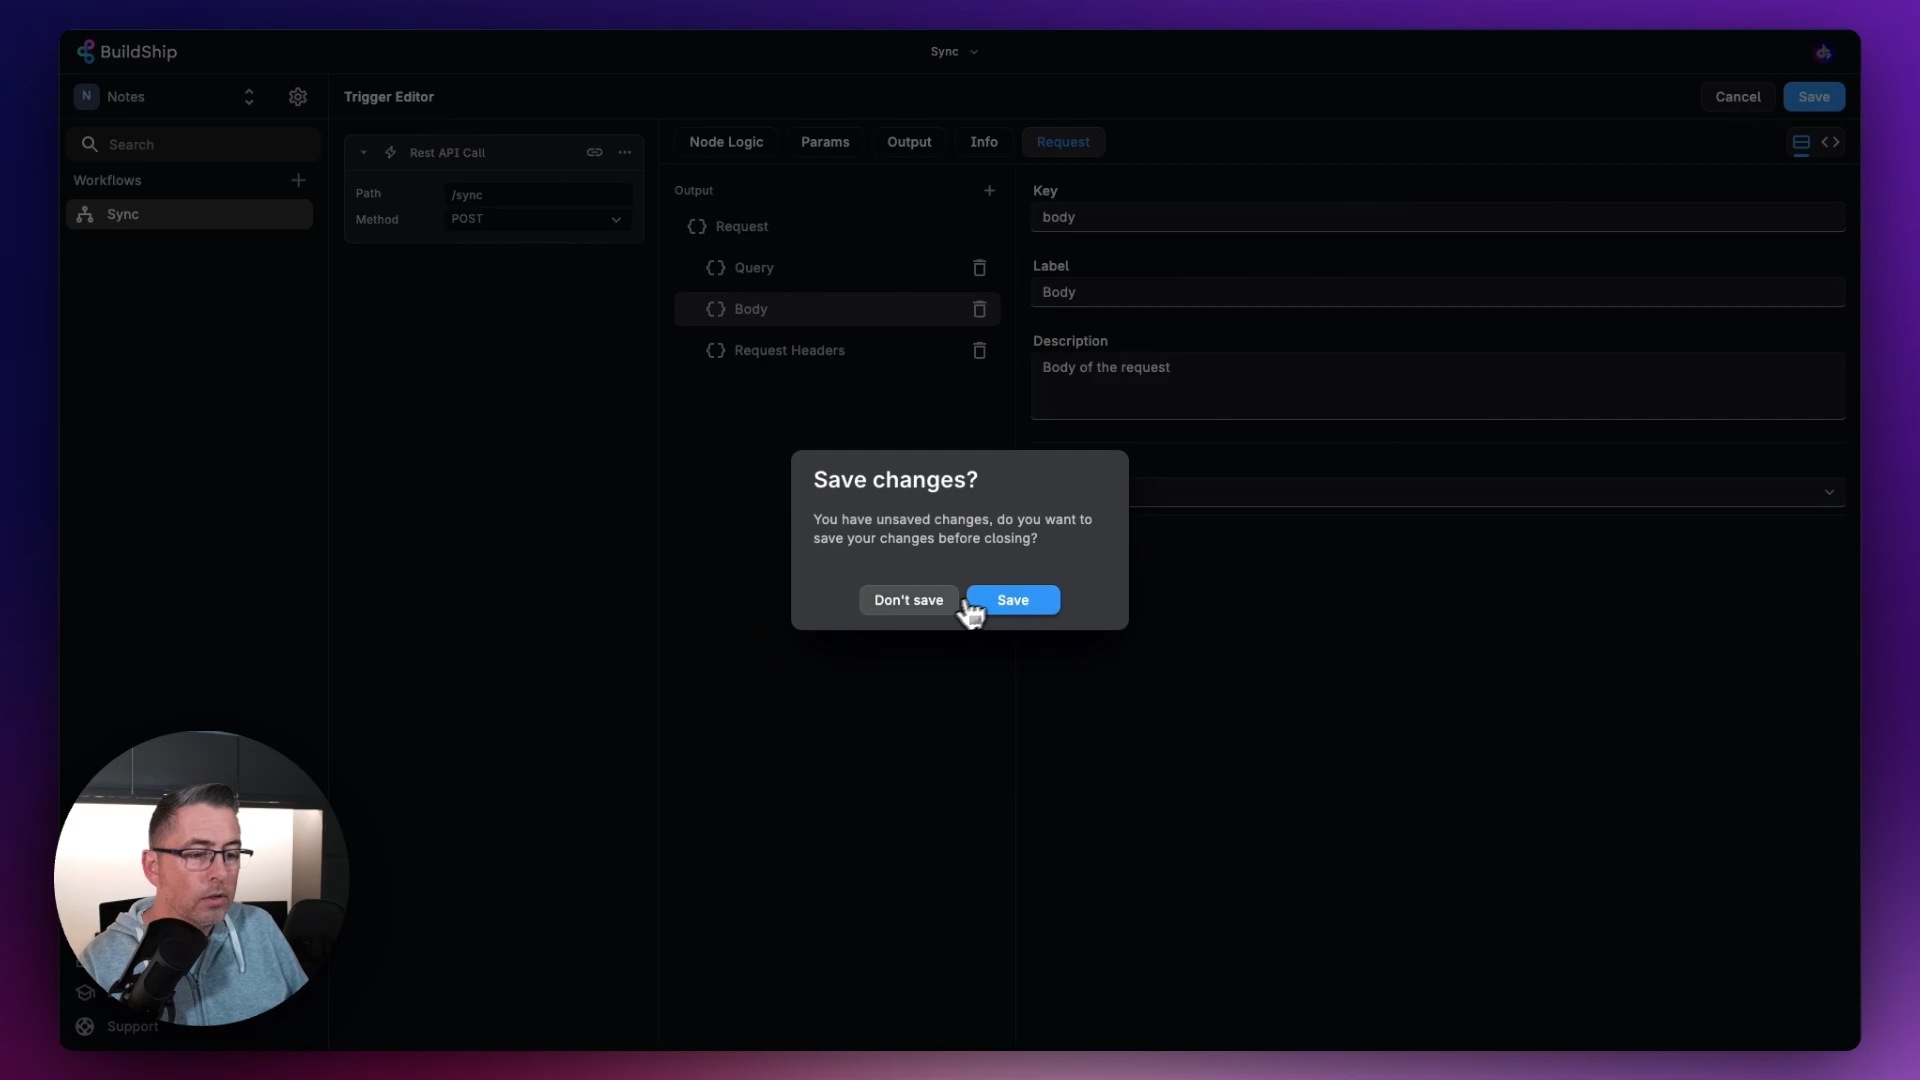 BuildShip
Sync
N Notes
Trigger Editor
Cancel
Save
Search
Workflows
Sync
Rest API Call
Path
/sync
Method
POST
Node Logic
Params
Output
Info
Request
Output
Request
Query
Body
Request Headers
Key
body
Label
Body
Description
Body of the request
Save changes?
You have unsaved changes, do you want to
save your changes before closing?
Don't save
Save
Support